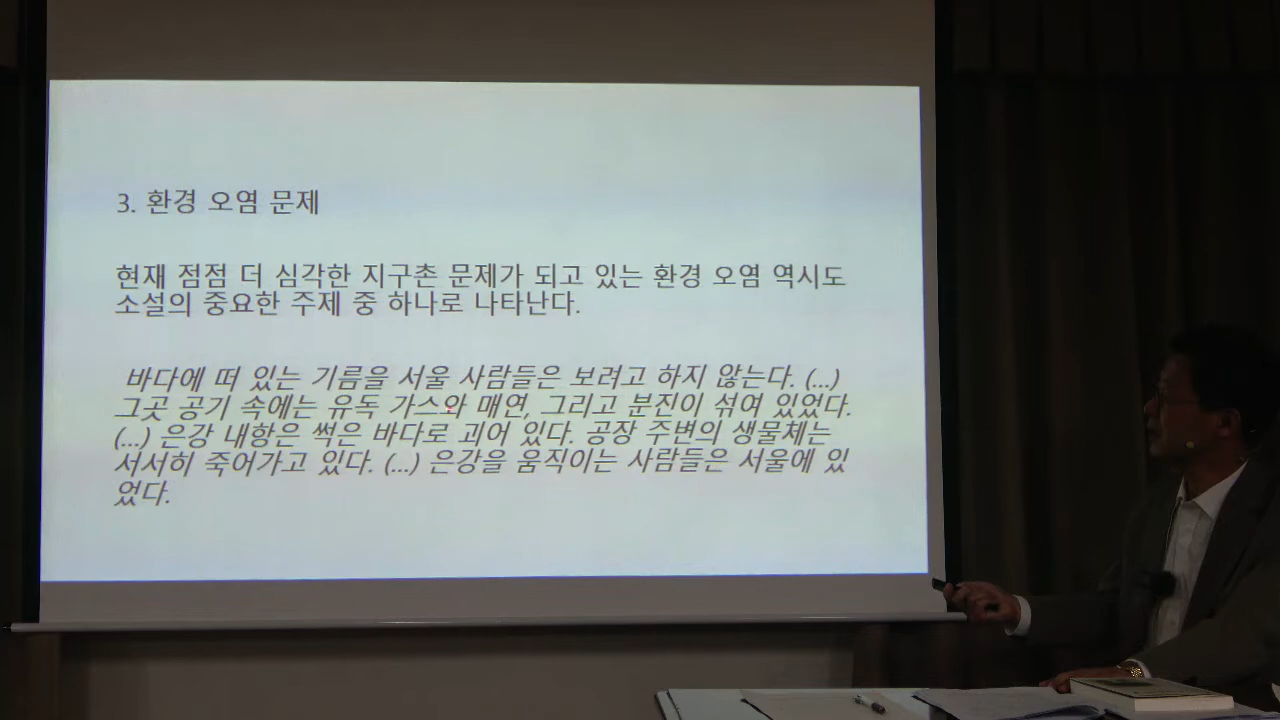 3. 환경 오염 문제
현재 점점 더 심각한 지구촌 문제가 되고 있는 환경 오염 역시도
소설의 중요한 주제 중 하나로 나타난다.
바다에 떠 있는 기름을 서울 사람들은 보려고 하지 않는다. (...)
그곳 공기 속에는 유독 가스와 매연, 그리고 분진이 섞여 있었다.
(...) 은강 내항은 썩은 바다로 괴어 있다. 공장 주변의 생물체는
서서히 죽어가고 있다. (...) 은강을 움직이는 사람들은 서울에 있
었다.